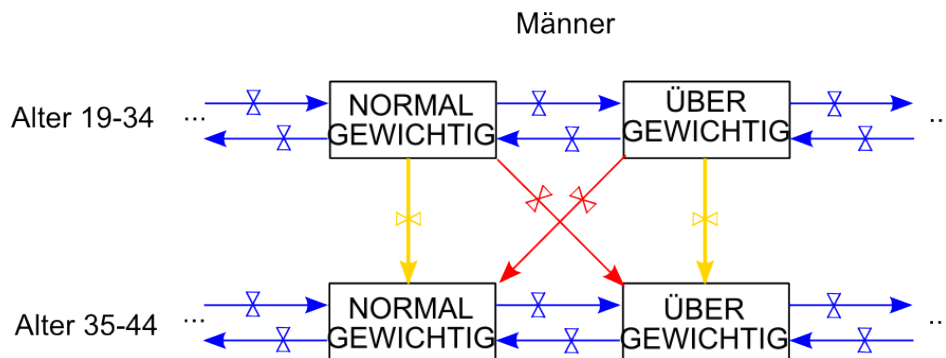 Männer
Alter 19-34
...
NORMAL
GEWICHTIG
ÜBER
GEWICHTIG
..
Alter 35-44
...
NORMAL
GEWICHTIG
ÜBER
GEWICHTIG
..